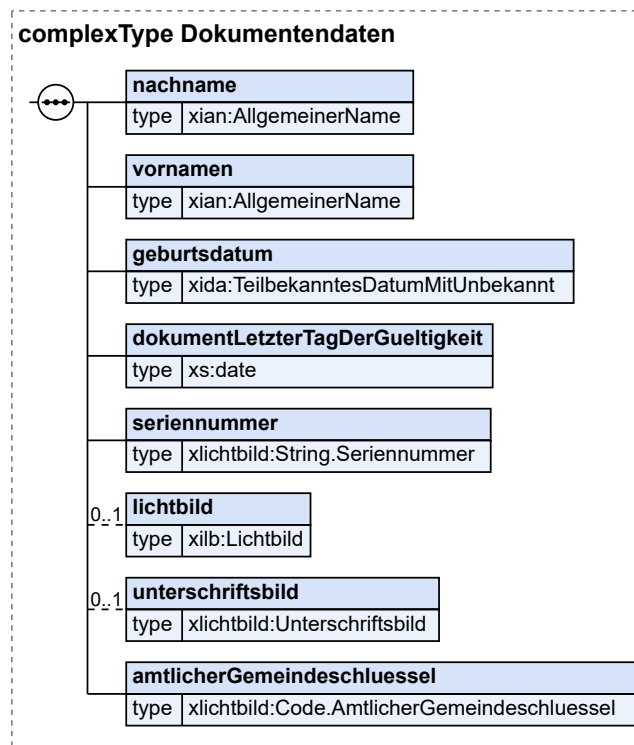 complexType Dokumentendaten
nachname
type xian:AllgemeinerName
vornamen
type xian:AllgemeinerName
geburtsdatum
type xida:TeilbekanntesDatumMitUnbekannt
dokumentLetzterTagDerGueltigkeit
type xs:date
seriennummer
type xlichtbild:String.Seriennummer
0..1 lichtbild
type xilb:Lichtbild
0..1 unterschriftsbild
type xlichtbild:Unterschriftsbild
amtlicherGemeindeschluessel
type xlichtbild:Code.AmtlicherGemeindeschluessel